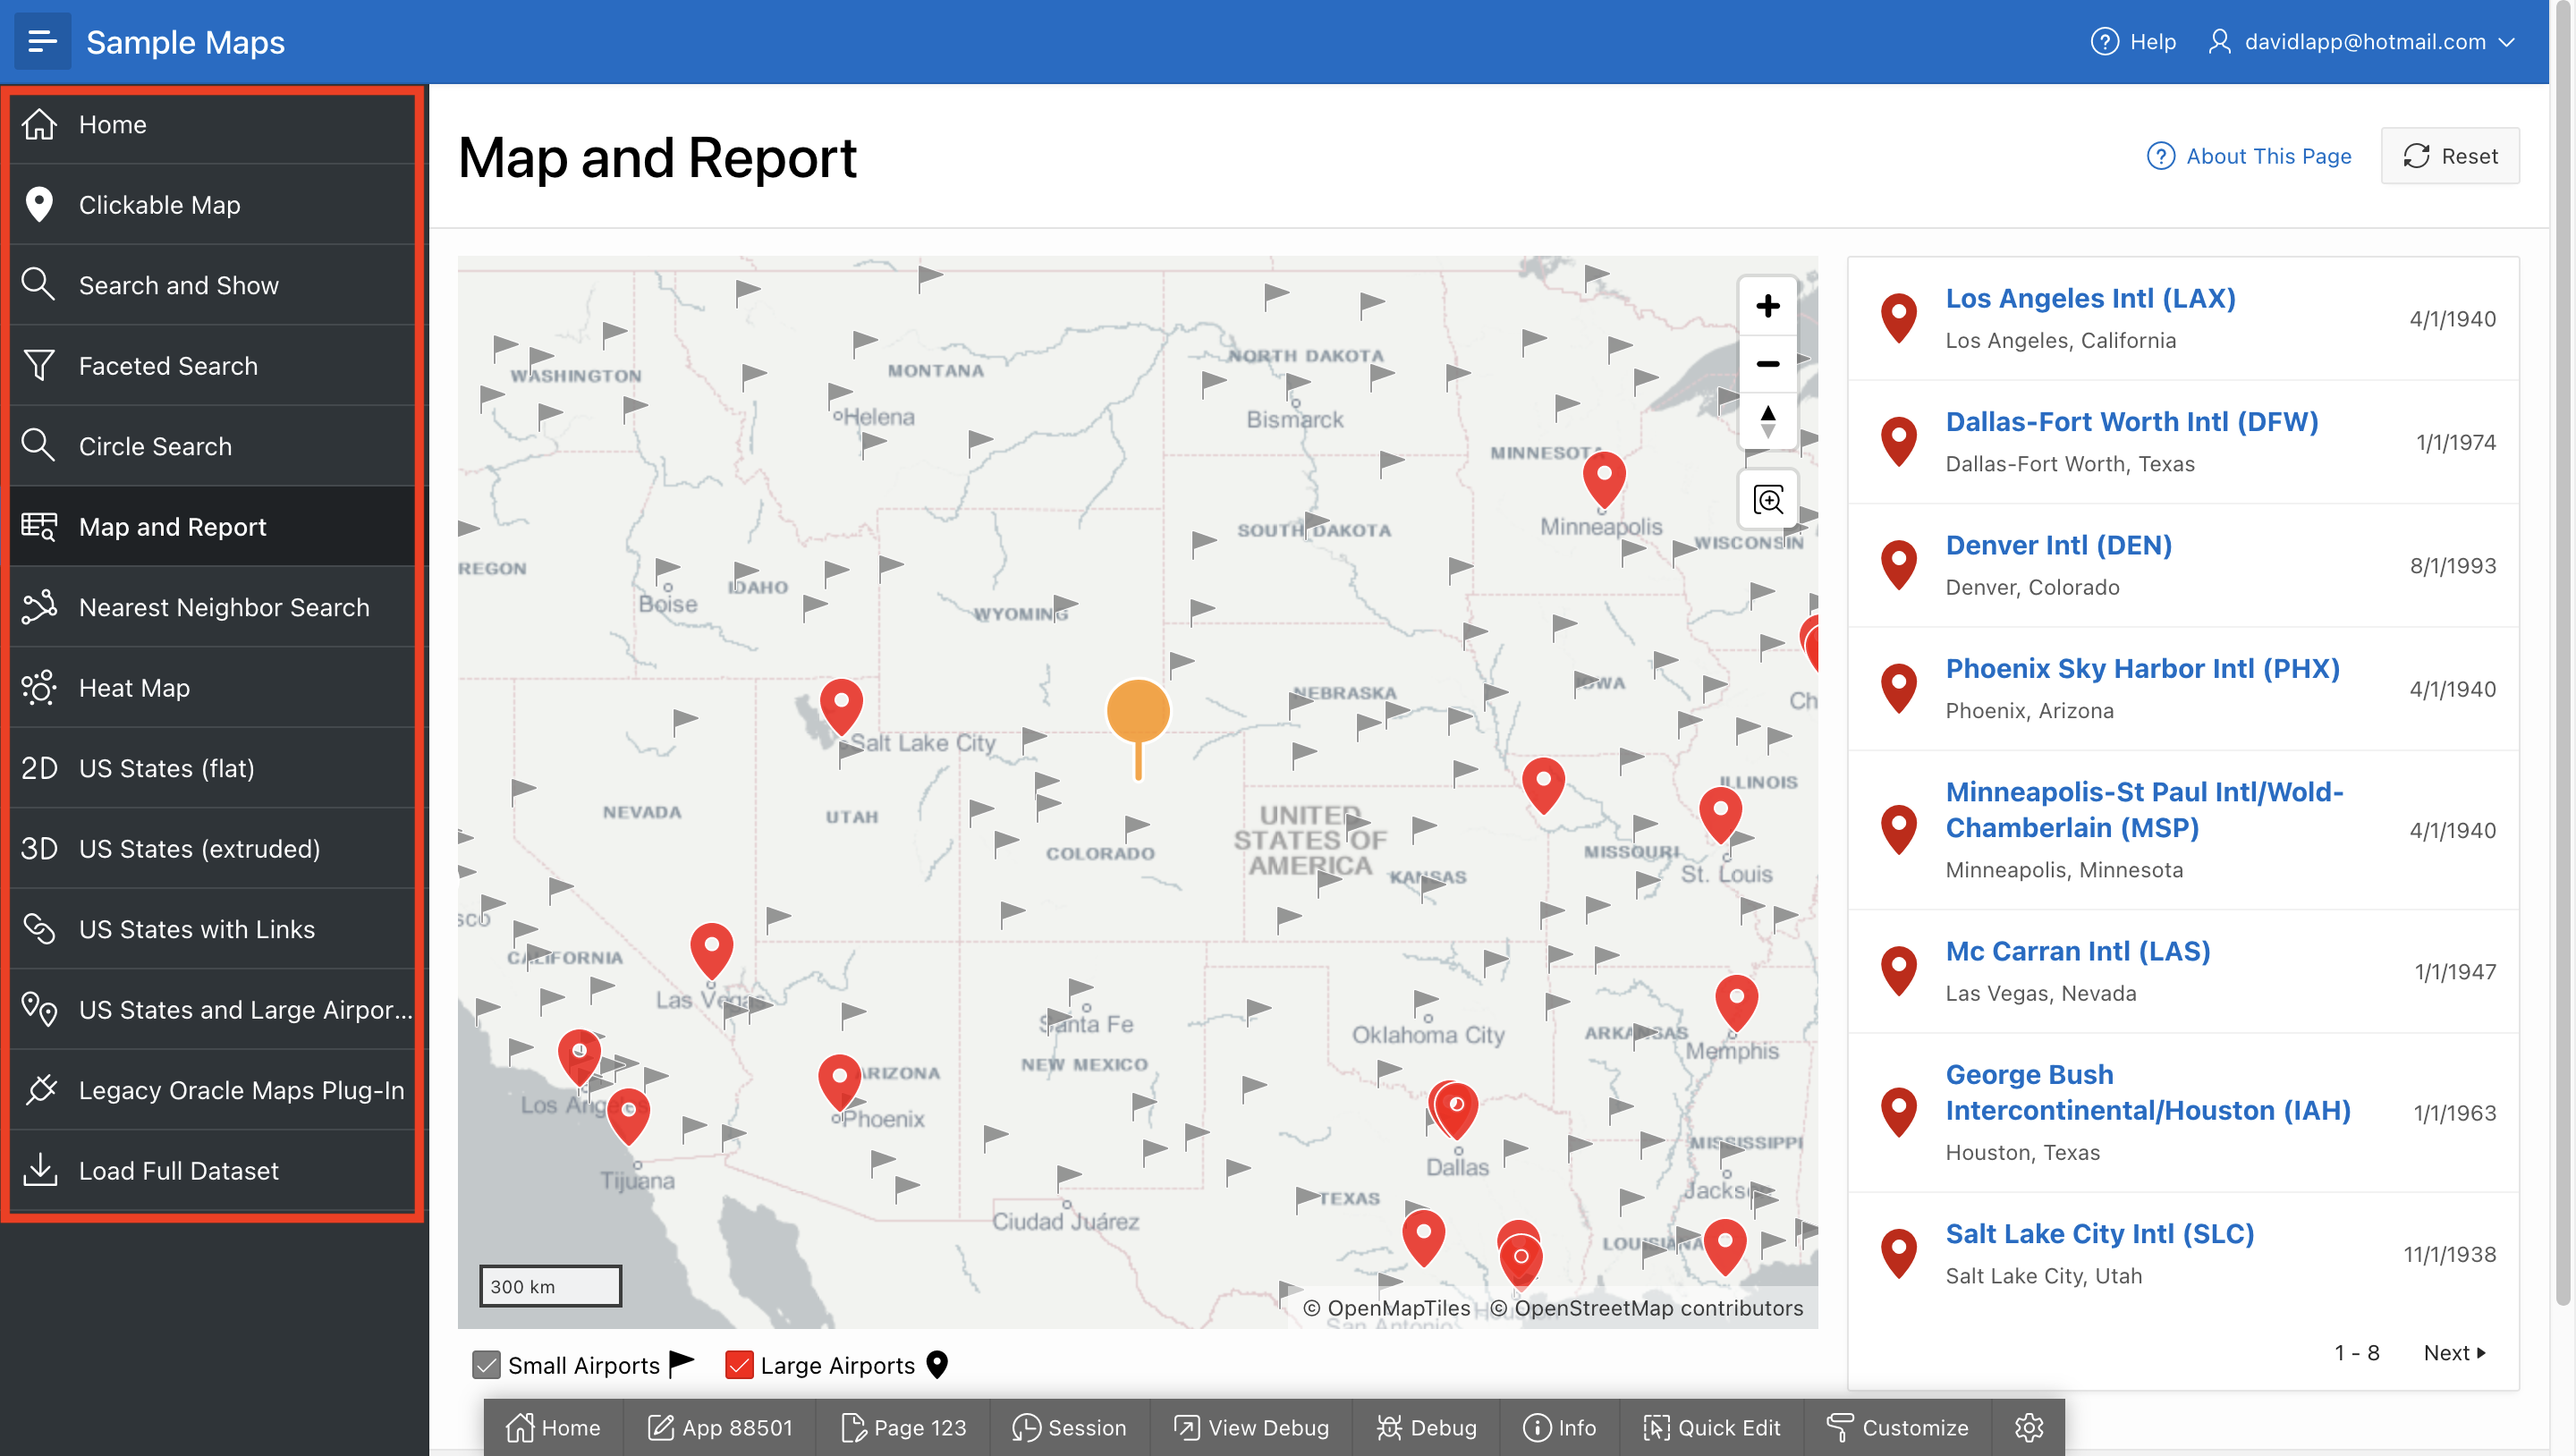 Sample Maps
Help
davidlapp@hotmail.com
Home
Clickable Map
Search and Show
Faceted Search
Circle Search
Map and Report
Nearest Neighbor Search
Heat Map
2D US States (flat)
3D US States (extruded)
US States with Links
US States and Large Airpor...
Legacy Oracle Maps Plug-In
Load Full Dataset
Map and Report
About This Page
Reset
WASHINGTON
MONTANA
NORTH DAKOTA
Helena
Bismarck
MINNESOTA
Minneapolis
SOUTH DAKOTA
WISCONSIN
REGON
IDAHO
Boise
WYOMING
NEBRASKA
IOWA
Ch
Salt Lake City
NEVADA
UTAH
COLORADO
UNITED
STATES OF
AMERICA
KANSAS
ILLINOIS
MISSOURI
St. Louis
SCO
CALIFORNIA
Las Vegas
Santa Fe
Oklahoma City
ARKANSAS
Memphis
NEW MEXICO
ARIZONA
Los Angeles
Phoenix
Tijuana
Dallas
MISSISSIPPI
TEXAS
Ciudad Juárez
LOUISIANA
300 km
© OpenMapTiles © OpenStreetMap contributors
Houston
San Antonio
Small Airports
Large Airports
Los Angeles Intl (LAX)
Los Angeles, California
4/1/1940
Dallas-Fort Worth Intl (DFW)
Dallas-Fort Worth, Texas
1/1/1974
Denver Intl (DEN)
Denver, Colorado
8/1/1993
Phoenix Sky Harbor Intl (PHX)
Phoenix, Arizona
4/1/1940
Minneapolis-St Paul Intl/Wold-
Chamberlain (MSP)
Minneapolis, Minnesota
4/1/1940
Mc Carran Intl (LAS)
Las Vegas, Nevada
1/1/1947
George Bush
Intercontinental/Houston (IAH)
Houston, Texas
1/1/1963
Salt Lake City Intl (SLC)
Salt Lake City, Utah
11/1/1938
1 - 8
Next
Home
App 88501
Page 123
Session
View Debug
Debug
Info
Quick Edit
Customize